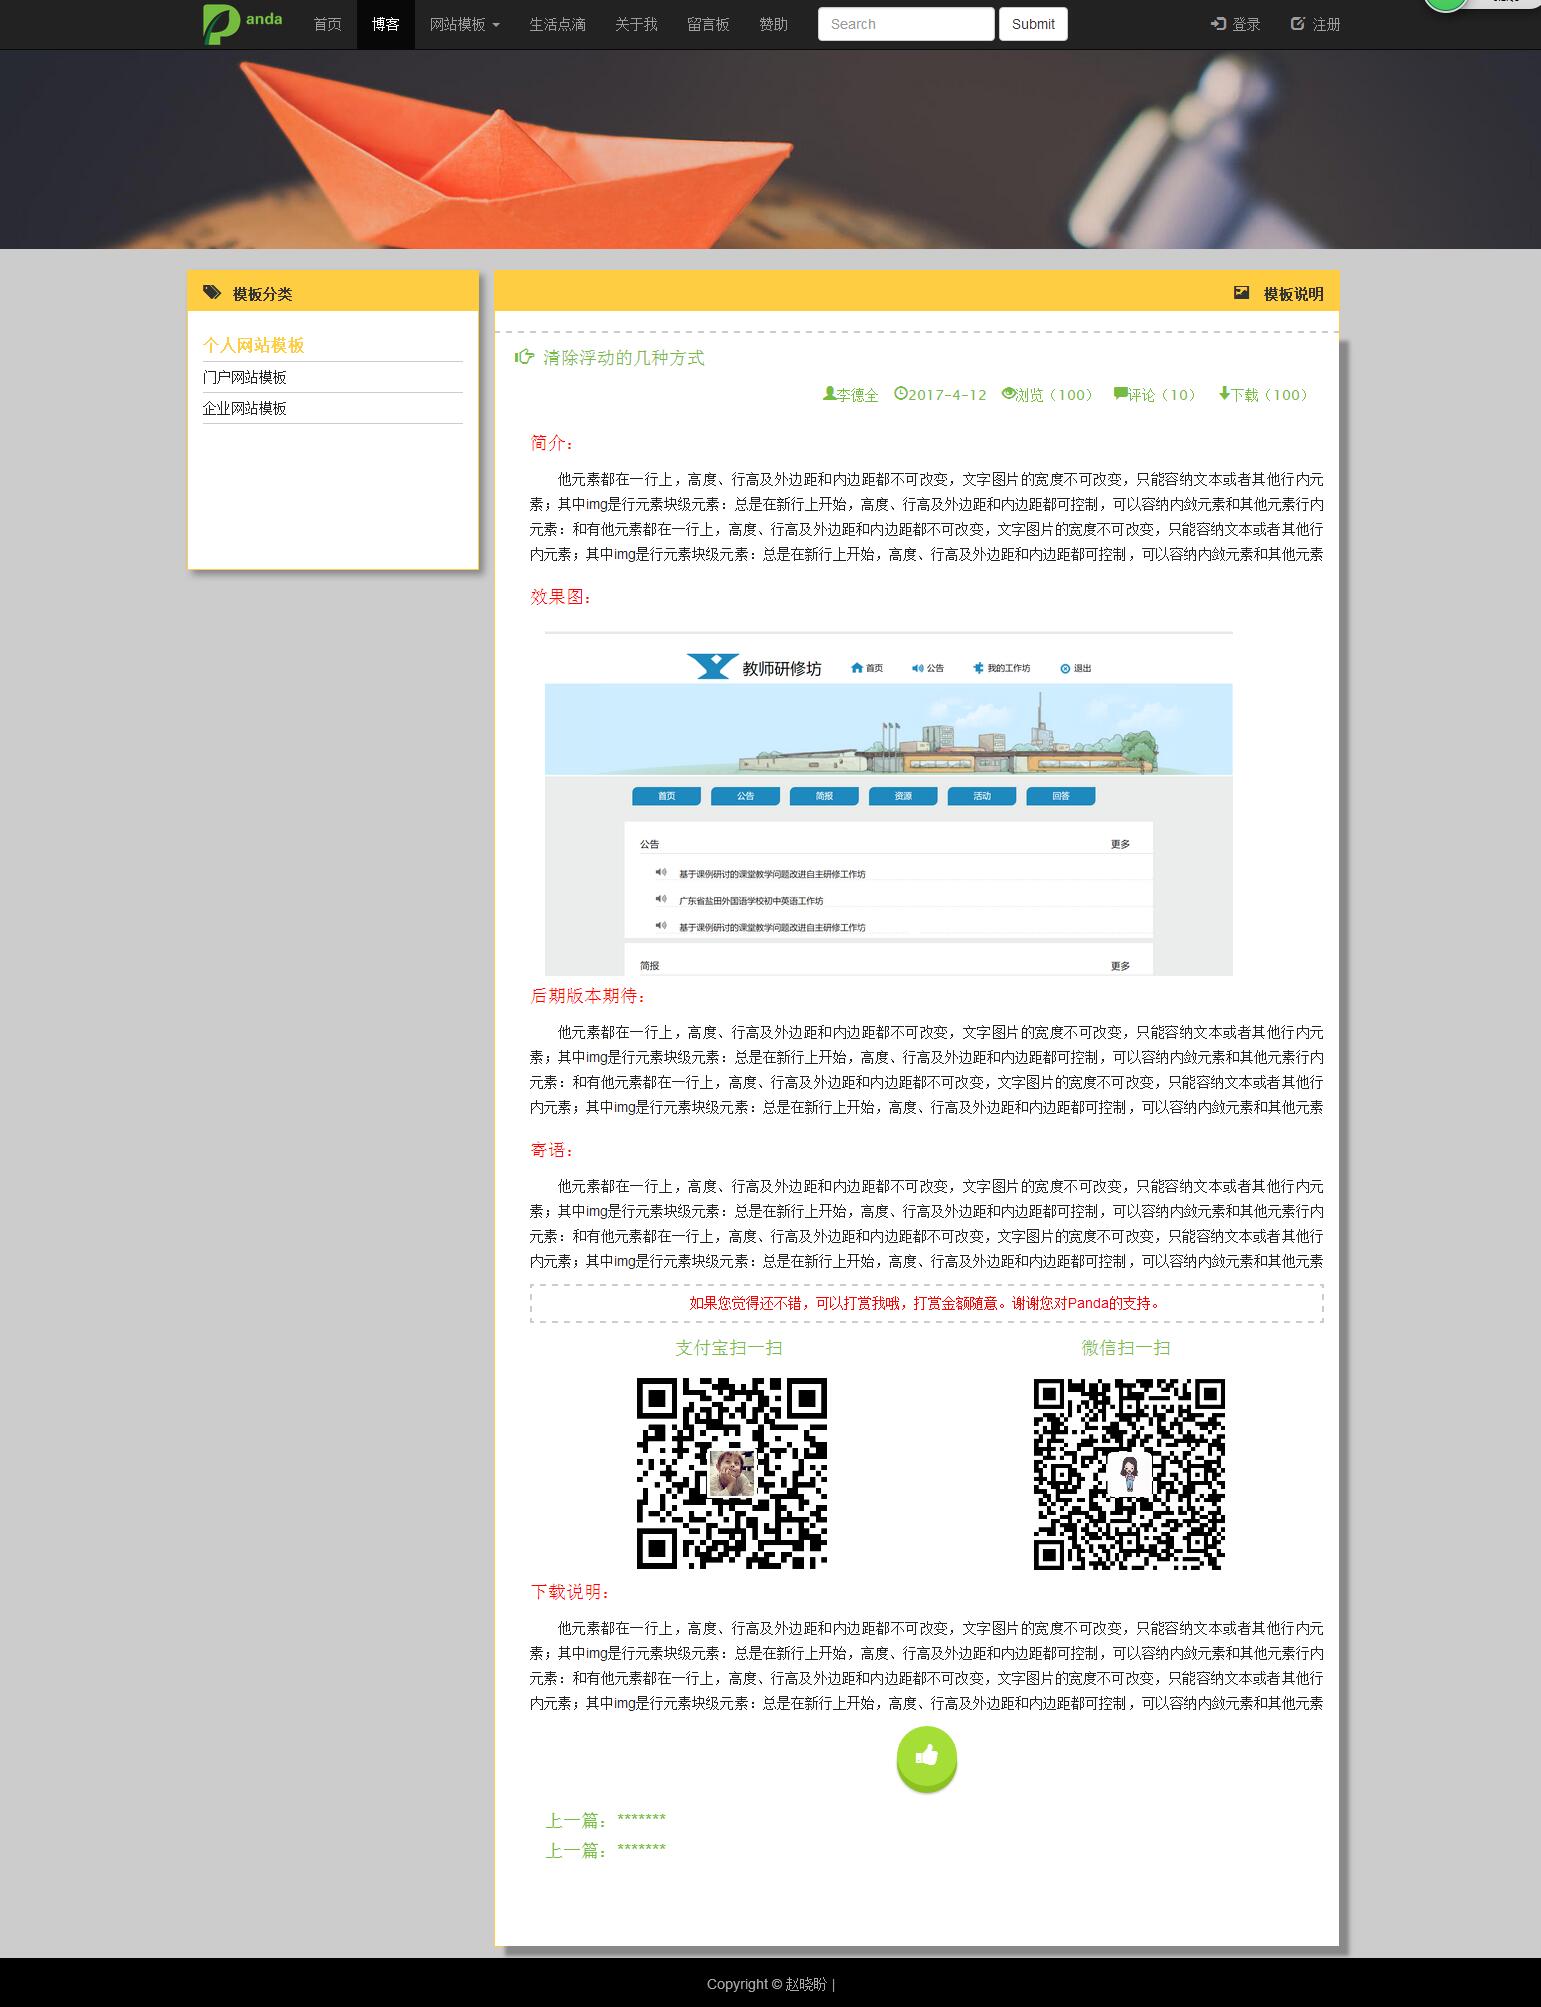 anda
首页 博客 网站模板 生活点滴 关于我 留言板 赞助 Search Submit 登录 注册
模板分类
个人网站模板
门户网站模板
企业网站模板
模板说明
清除浮动的几种方式
李德全 2017-4-12 浏览（100） 评论（10） 下载（100）
简介：
他元素都在一行上，高度、行高及外边距和内边距都不可改变，文字图片的宽度不可改变，只能容纳文本或者其他行内元
素；其中img是行元素块级元素：总是在新行上开始，高度、行高及外边距和内边距都可控制，可以容纳内敛元素和其他元素行内
元素：和有他元素都在一行上，高度、行高及外边距和内边距都不可改变，文字图片的宽度不可改变，只能容纳文本或者其他行
内元素；其中img是行元素块级元素：总是在新行上开始，高度、行高及外边距和内边距都可控制，可以容纳内敛元素和其他元素
效果图：
教师研修坊 首页 公告 我的工作坊 退出
首页 公告 简报 资源 活动 回答
公告 更多
基于课例研讨的课堂教学问题改进自主研修工作坊
广东省盐田外国语学校初中英语工作坊
基于课例研讨的课堂教学问题改进自主研修工作坊
简报 更多
后期版本期待：
他元素都在一行上，高度、行高及外边距和内边距都不可改变，文字图片的宽度不可改变，只能容纳文本或者其他行内元
素；其中img是行元素块级元素：总是在新行上开始，高度、行高及外边距和内边距都可控制，可以容纳内敛元素和其他元素行内
元素：和有他元素都在一行上，高度、行高及外边距和内边距都不可改变，文字图片的宽度不可改变，只能容纳文本或者其他行
内元素；其中img是行元素块级元素：总是在新行上开始，高度、行高及外边距和内边距都可控制，可以容纳内敛元素和其他元素
寄语：
他元素都在一行上，高度、行高及外边距和内边距都不可改变，文字图片的宽度不可改变，只能容纳文本或者其他行内元
素；其中img是行元素块级元素：总是在新行上开始，高度、行高及外边距和内边距都可控制，可以容纳内敛元素和其他元素行内
元素：和有他元素都在一行上，高度、行高及外边距和内边距都不可改变，文字图片的宽度不可改变，只能容纳文本或者其他行
内元素；其中img是行元素块级元素：总是在新行上开始，高度、行高及外边距和内边距都可控制，可以容纳内敛元素和其他元素
如果您觉得还不错，可以打赏我哦，打赏金额随意。谢谢您对Panda的支持。
支付宝扫一扫 微信扫一扫
下载说明：
他元素都在一行上，高度、行高及外边距和内边距都不可改变，文字图片的宽度不可改变，只能容纳文本或者其他行内元
素；其中img是行元素块级元素：总是在新行上开始，高度、行高及外边距和内边距都可控制，可以容纳内敛元素和其他元素行内
元素：和有他元素都在一行上，高度、行高及外边距和内边距都不可改变，文字图片的宽度不可改变，只能容纳文本或者其他行
内元素；其中img是行元素块级元素：总是在新行上开始，高度、行高及外边距和内边距都可控制，可以容纳内敛元素和其他元素
上一篇：*******
上一篇：*******
Copyright © 赵晓盼 |